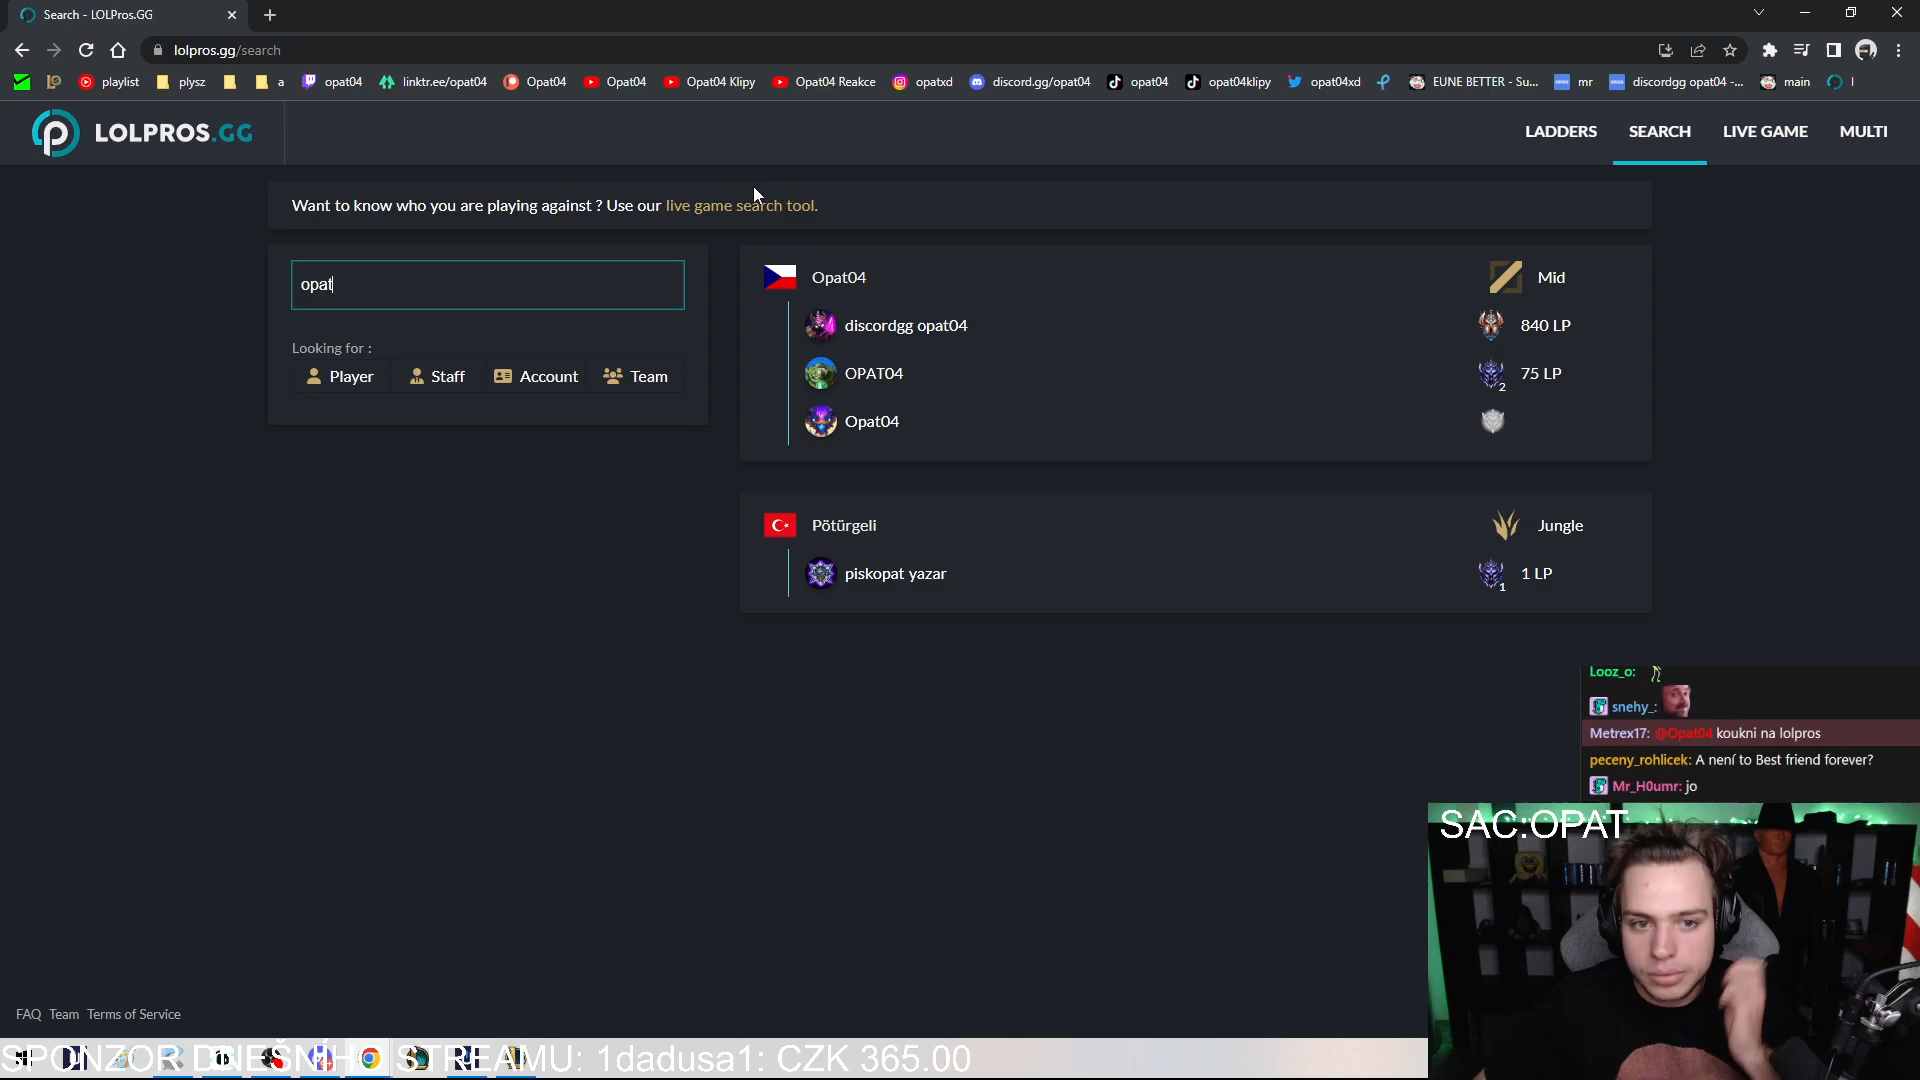 Search - LOLPros.GG
lolpros.gg/search
playlist
plysz
a
opat04
linktr.ee/opat04
Opat04
Opat04
Opat04 Klipy
Opat04 Reakce
opatxd
discord.gg/opat04
opat04
opat04klipy
opat04xd
EUNE BETTER - Su...
mr
discordgg opat04 -...
main
LOLPROS.GG
LADDERS
SEARCH
LIVE GAME
MULTI
Want to know who you are playing against ? Use our live game search tool.
opat
Looking for :
Player
Staff
Account
Team
Opat04
Mid
discordgg opat04
840 LP
OPAT04
2
75 LP
Opat04
Pötürgeli
Jungle
piskopat yazar
1
1 LP
Looz_o:
snehy_:
Metrex17: @Opat04 koukni na lolpros
peceny_rohlicek: A není to Best friend forever?
Mr_H0umr: jo
SAC:OPAT
FAQ Team Terms of Service
SPONZOR DNEŠNÍHO STREAMU: 1dadusa1: CZK 365.00